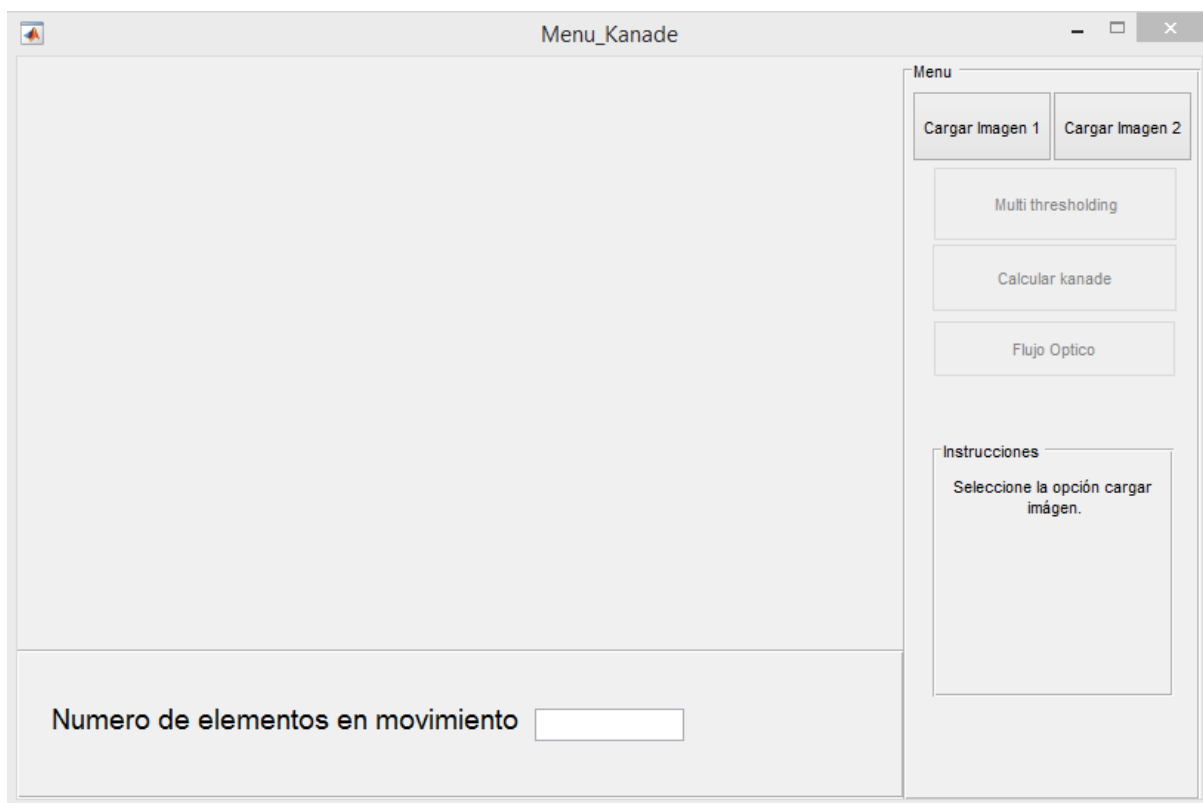 Menu_Kanade
Menu
Cargar Imagen 1
Cargar Imagen 2
Multi thresholding
Calcular kanade
Flujo Optico
Instrucciones
Seleccione la opción cargar
imágen.
Numero de elementos en movimiento